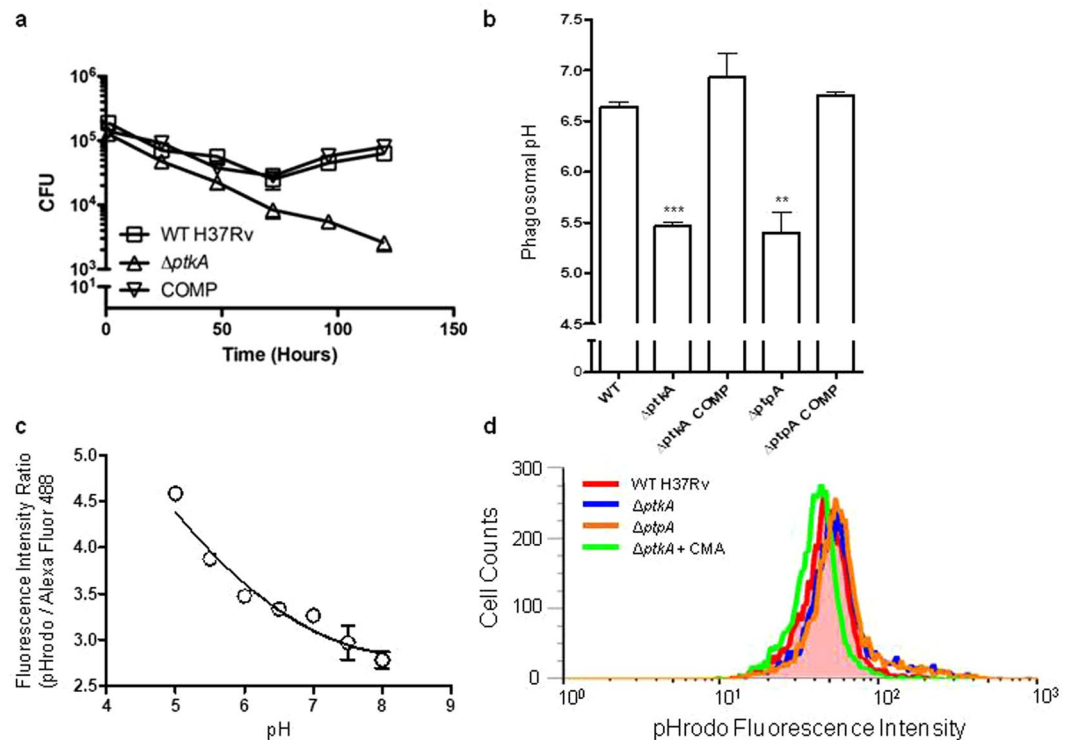 a
10⁶
10⁵
10⁴
10³
10¹
CFU
WT H37Rv
ΔptkA
COMP
0
50
100
150
Time (Hours)
b
7.5
7.0
6.5
6.0
5.5
5.0
4.5
0
Phagosomal pH
***
**
WT
ΔptkA
ΔptkA COMP
ΔptpA
ΔptpA COMP
c
5.0
4.5
4.0
3.5
3.0
2.5
Fluorescence Intensity Ratio
(pHrodo / Alexa Fluor 488)
4
5
6
7
8
9
pH
d
300
200
100
0
Cell Counts
WT H37Rv
ΔptkA
ΔptpA
ΔptkA + CMA
10⁰
10¹
10²
10³
pHrodo Fluorescence Intensity